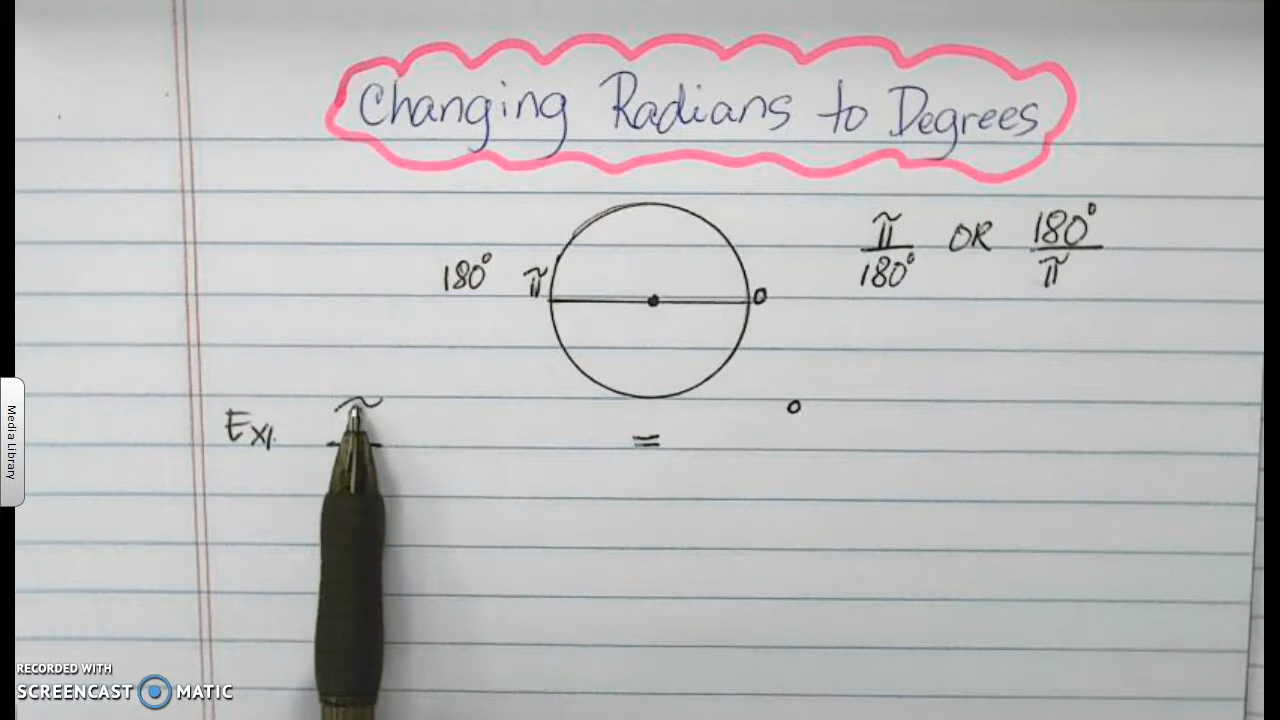 Changing Radians to Degrees
π/180° OR 180°/π
180° π 0
Ex1. π
= °
Media Library
RECORDED WITH
SCREENCAST MATIC